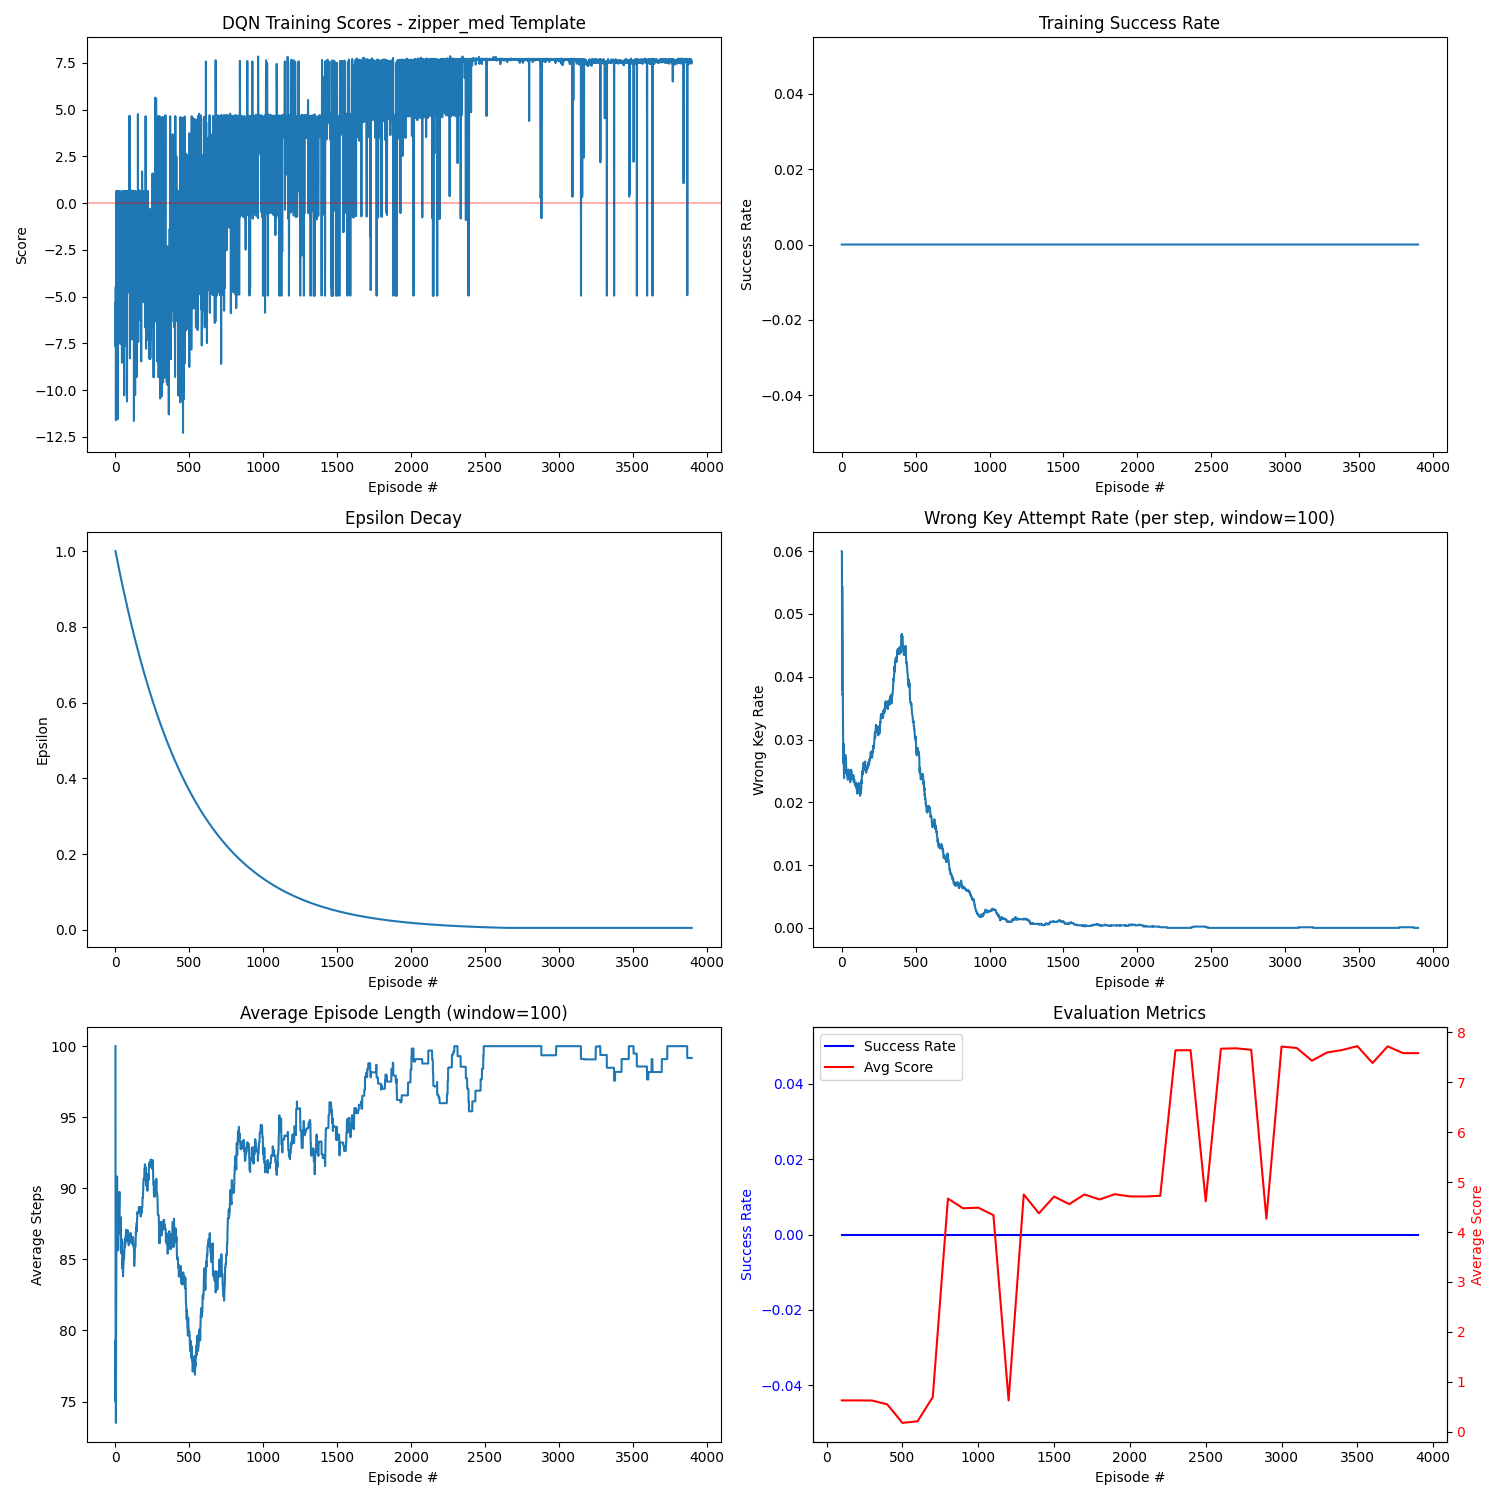 DQN Training Scores - zipper_med Template
7.5
5.0
2.5
0.0
−2.5
−5.0
−7.5
−10.0
−12.5
Score
0 500 1000 1500 2000 2500 3000 3500 4000
Episode #
Training Success Rate
0.04
0.02
0.00
−0.02
−0.04
Success Rate
0 500 1000 1500 2000 2500 3000 3500 4000
Episode #
Epsilon Decay
1.0
0.8
0.6
0.4
0.2
0.0
Epsilon
0 500 1000 1500 2000 2500 3000 3500 4000
Episode #
Wrong Key Attempt Rate (per step, window=100)
0.06
0.05
0.04
0.03
0.02
0.01
0.00
Wrong Key Rate
0 500 1000 1500 2000 2500 3000 3500 4000
Episode #
Average Episode Length (window=100)
100
95
90
85
80
75
Average Steps
0 500 1000 1500 2000 2500 3000 3500 4000
Episode #
Evaluation Metrics
Success Rate
Avg Score
0.04
0.02
0.00
−0.02
−0.04
Success Rate
8
7
6
5
4
3
2
1
0
Average Score
0 500 1000 1500 2000 2500 3000 3500 4000
Episode #